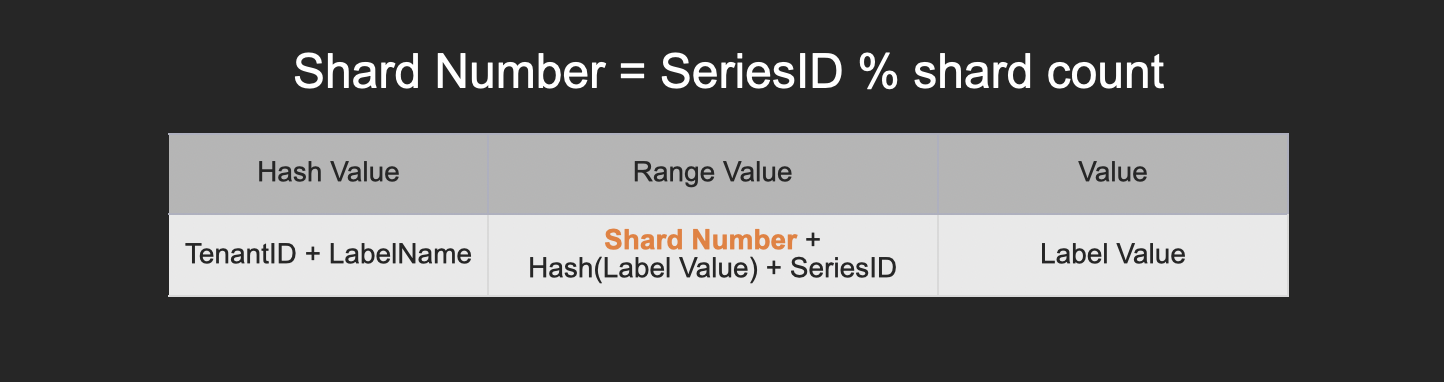 Shard Number = SeriesID % shard count
Hash Value
Range Value
Value
TenantID + LabelName
Shard Number +
Hash(Label Value) + SeriesID
Label Value